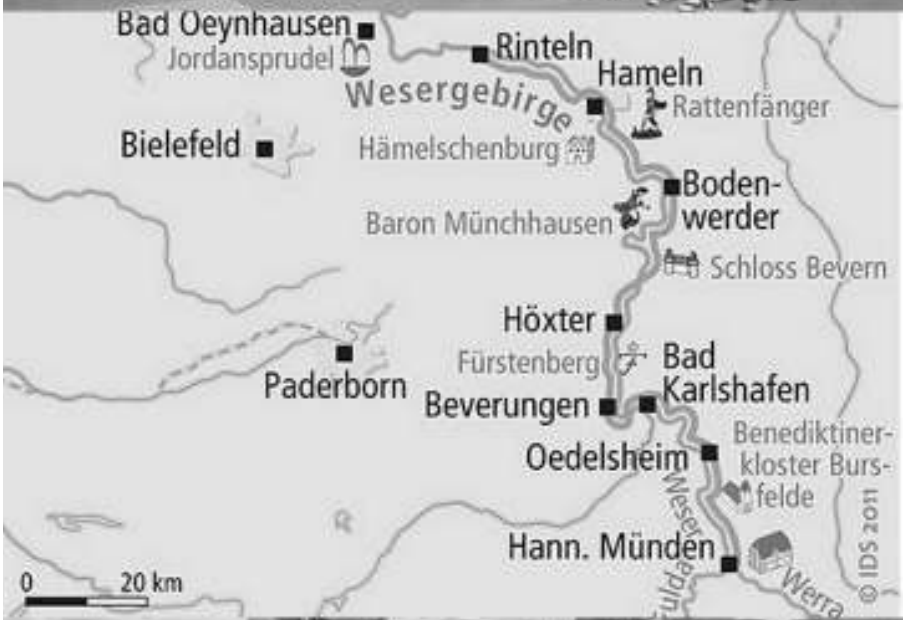 Bad Oeynhausen
Jordansprudel
Rinteln
Hameln
Wesergebirge
Rattenfänger
Bielefeld
Hämelschenburg
Boden-
werder
Baron Münchhausen
Schloss Bevern
Höxter
Fürstenberg
Bad
Karlshafen
Paderborn
Beverungen
Benediktiner-
kloster Burs-
felde
Oedelsheim
Weser
Hann. Münden
Fulda
Werra
0 20 km
© IDS 2011